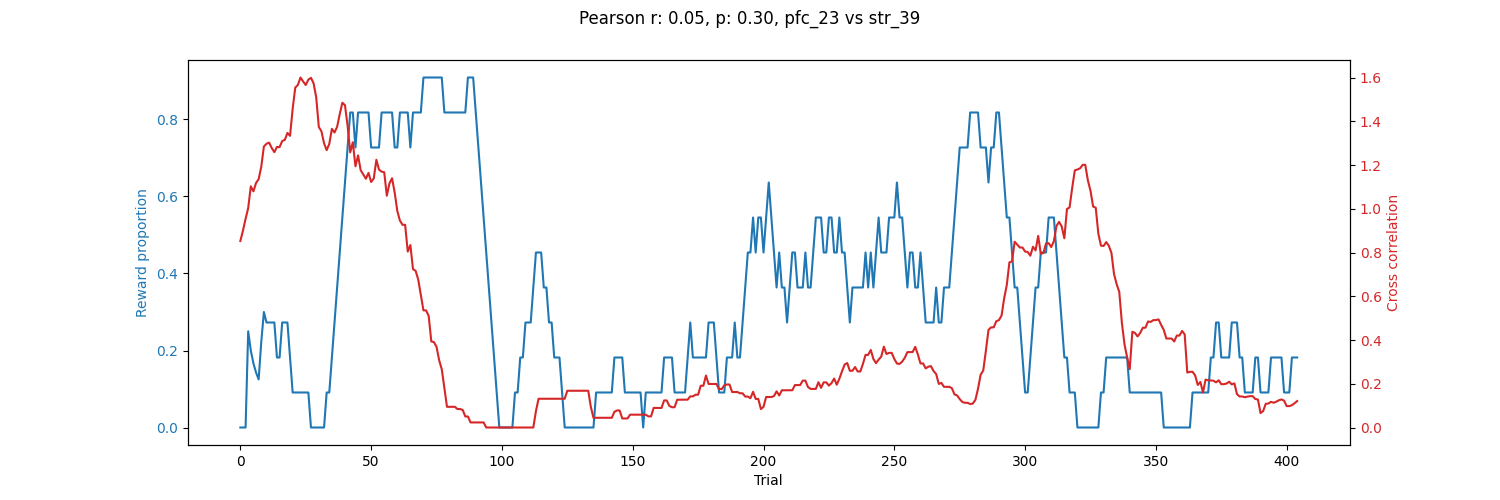 Pearson r: 0.05, p: 0.30, pfc_23 vs str_39
Reward proportion
0.8
0.6
0.4
0.2
0.0
1.6
1.4
1.2
1.0
0.8
0.6
0.4
0.2
0.0
Cross correlation
0 50 100 150 200 250 300 350 400
Trial